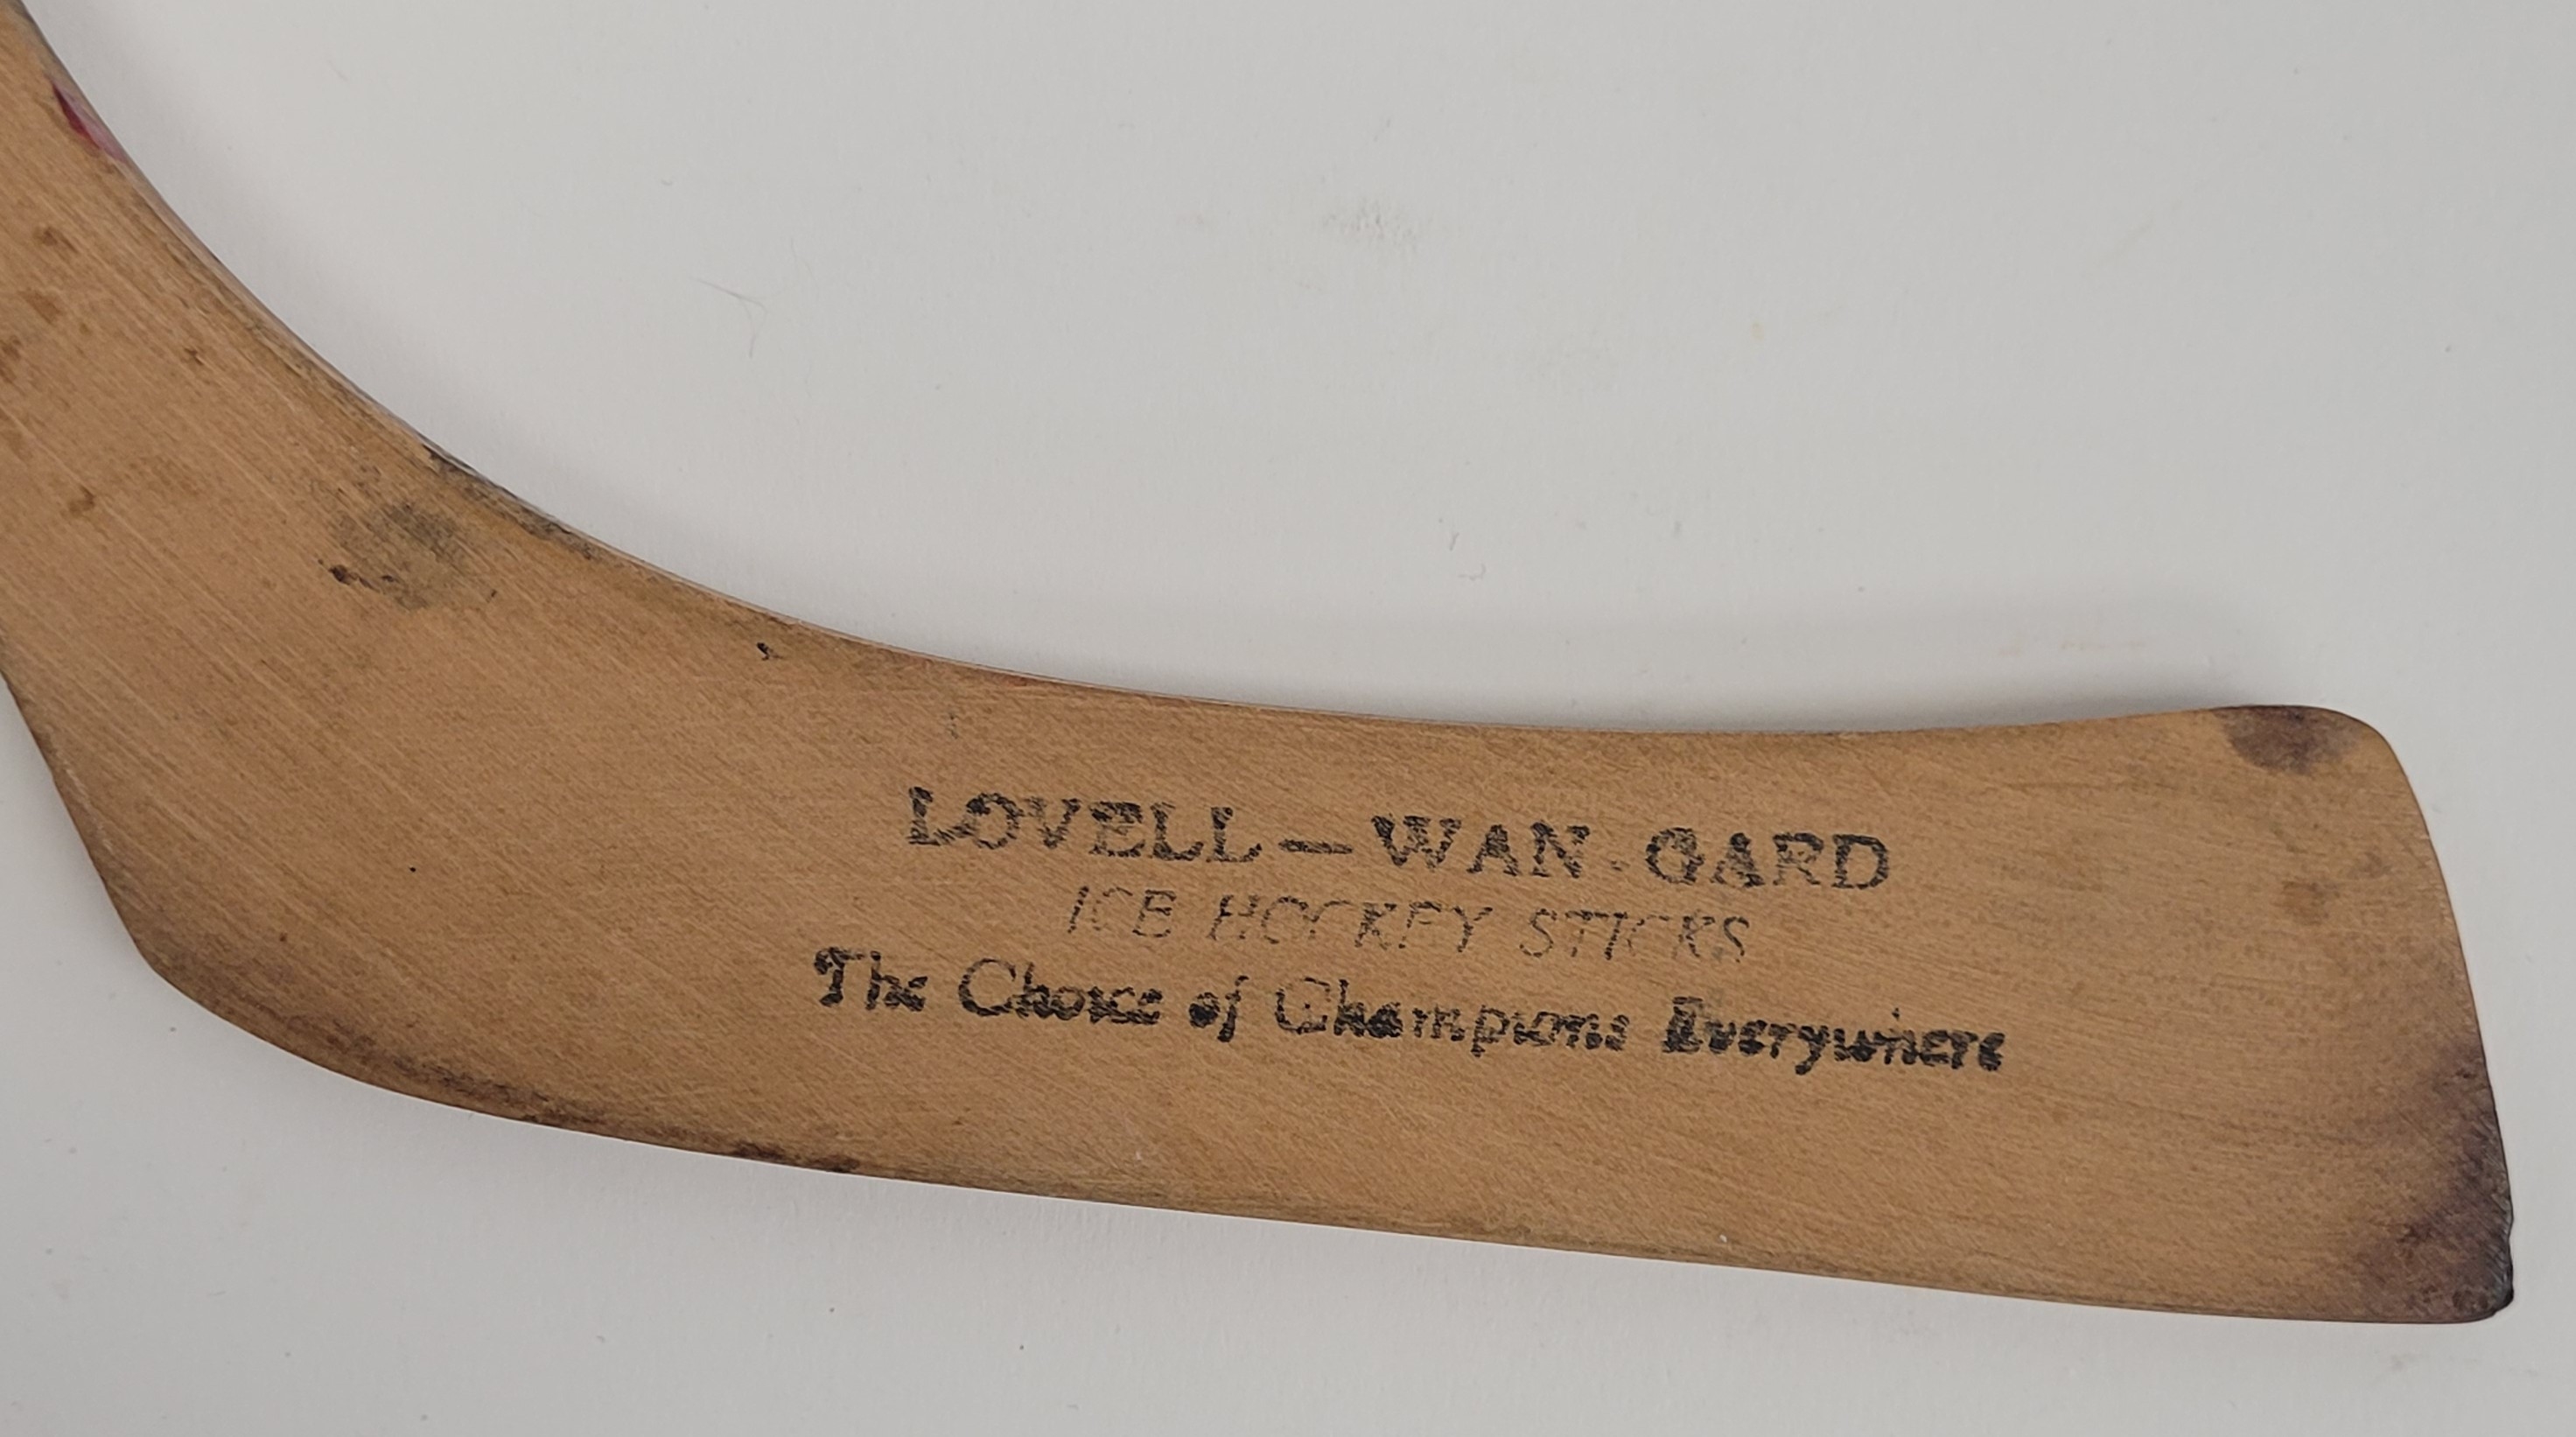 LOVELL – WAN-GARD
ICE HOCKEY STICKS
The Choice of Champions Everywhere